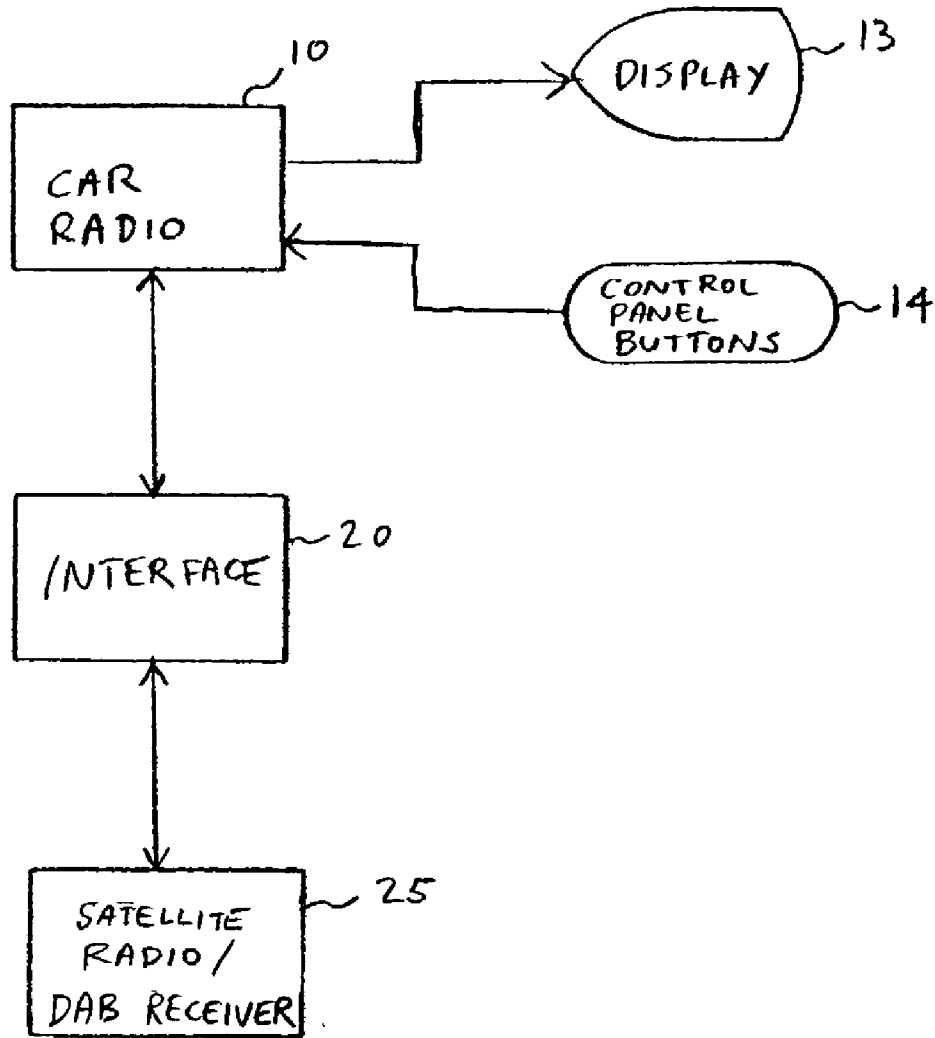 10
CAR
RADIO
DISPLAY
13
CONTROL
PANEL
BUTTONS
14
INTERFACE
20
SATELLITE
RADIO /
DAB RECEIVER
25